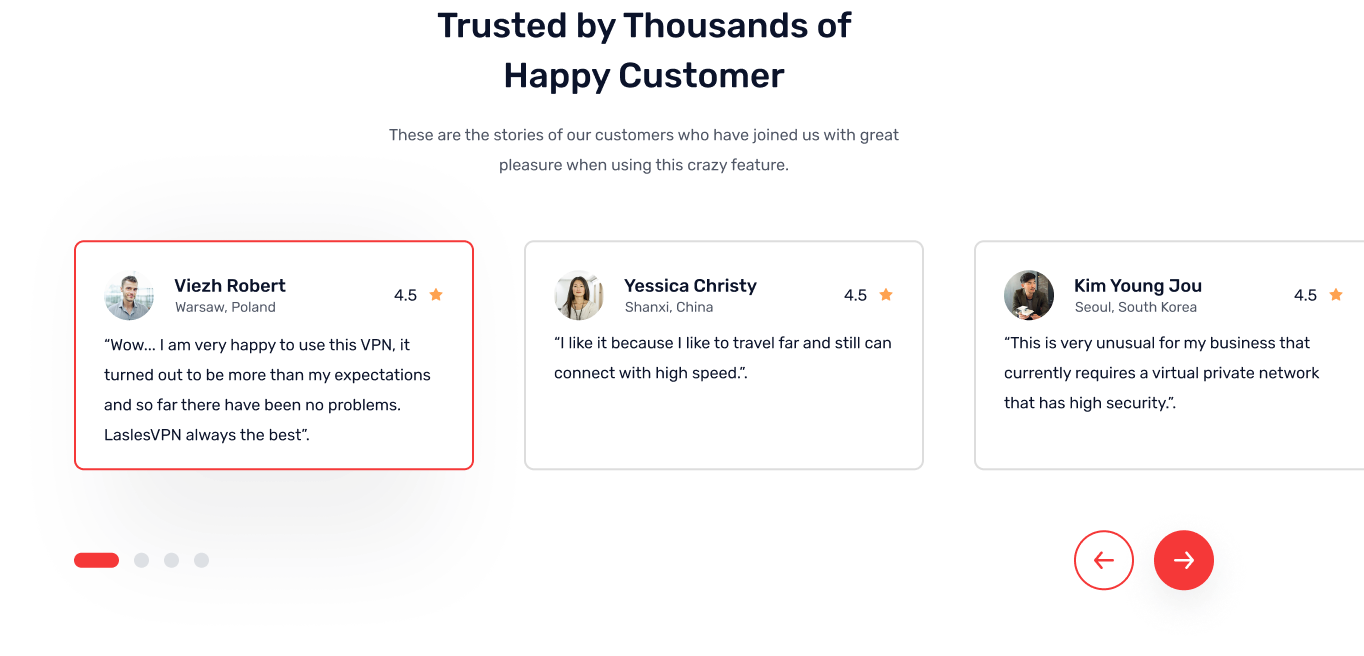 Trusted by Thousands of
Happy Customer
These are the stories of our customers who have joined us with great
pleasure when using this crazy feature.
Viezh Robert
Warsaw, Poland
4.5
“Wow... I am very happy to use this VPN, it
turned out to be more than my expectations
and so far there have been no problems.
LaslesVPN always the best”.
Yessica Christy
Shanxi, China
4.5
“I like it because I like to travel far and still can
connect with high speed.”.
Kim Young Jou
Seoul, South Korea
4.5
“This is very unusual for my business that
currently requires a virtual private network
that has high security.”.